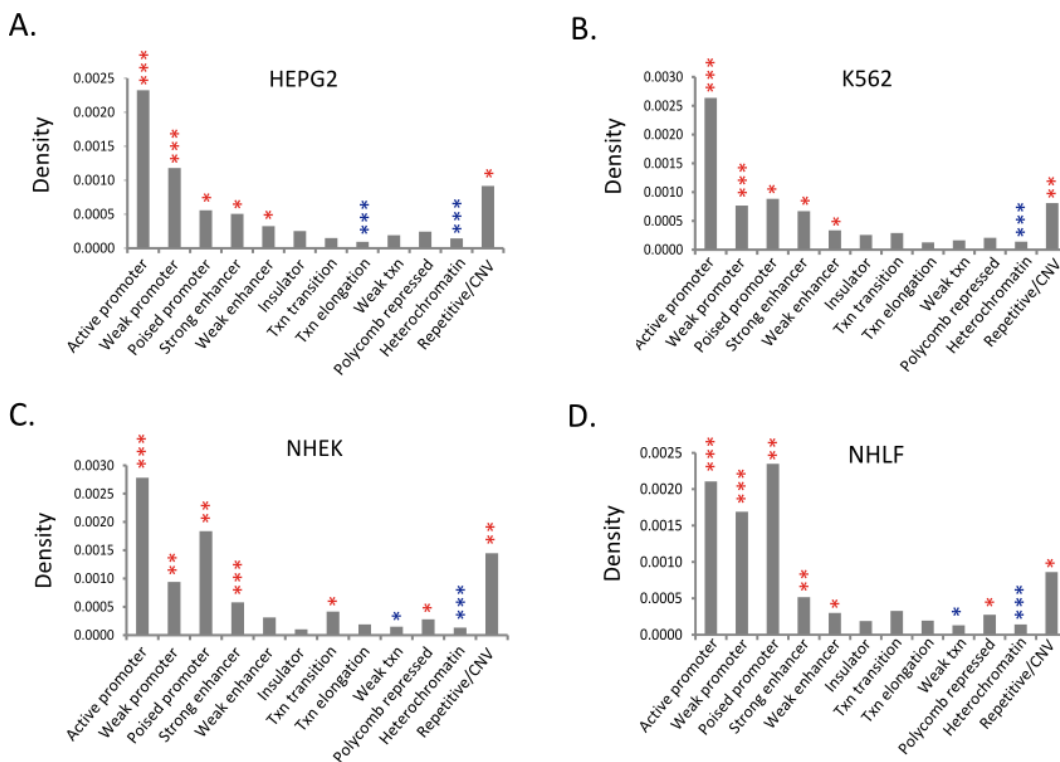 A.
HEPG2
Density
0.0025
0.0020
0.0015
0.0010
0.0005
0.0000
***
***
*
*
*
***
***
*
Active promoter
Weak promoter
Poised promoter
Strong enhancer
Weak enhancer
Insulator
Txn transition
Txn elongation
Weak txn
Polycomb repressed
Heterochromatin
Repetitive/CNV
B.
K562
Density
0.0030
0.0025
0.0020
0.0015
0.0010
0.0005
0.0000
***
***
*
*
*
***
**
Active promoter
Weak promoter
Poised promoter
Strong enhancer
Weak enhancer
Insulator
Txn transition
Txn elongation
Weak txn
Polycomb repressed
Heterochromatin
Repetitive/CNV
C.
NHEK
Density
0.0030
0.0025
0.0020
0.0015
0.0010
0.0005
0.0000
***
**
**
***
*
*
*
***
**
Active promoter
Weak promoter
Poised promoter
Strong enhancer
Weak enhancer
Insulator
Txn transition
Txn elongation
Weak txn
Polycomb repressed
Heterochromatin
Repetitive/CNV
D.
NHLF
Density
0.0025
0.0020
0.0015
0.0010
0.0005
0.0000
***
***
**
**
*
*
*
***
*
Active promoter
Weak promoter
Poised promoter
Strong enhancer
Weak enhancer
Insulator
Txn transition
Txn elongation
Weak txn
Polycomb repressed
Heterochromatin
Repetitive/CNV